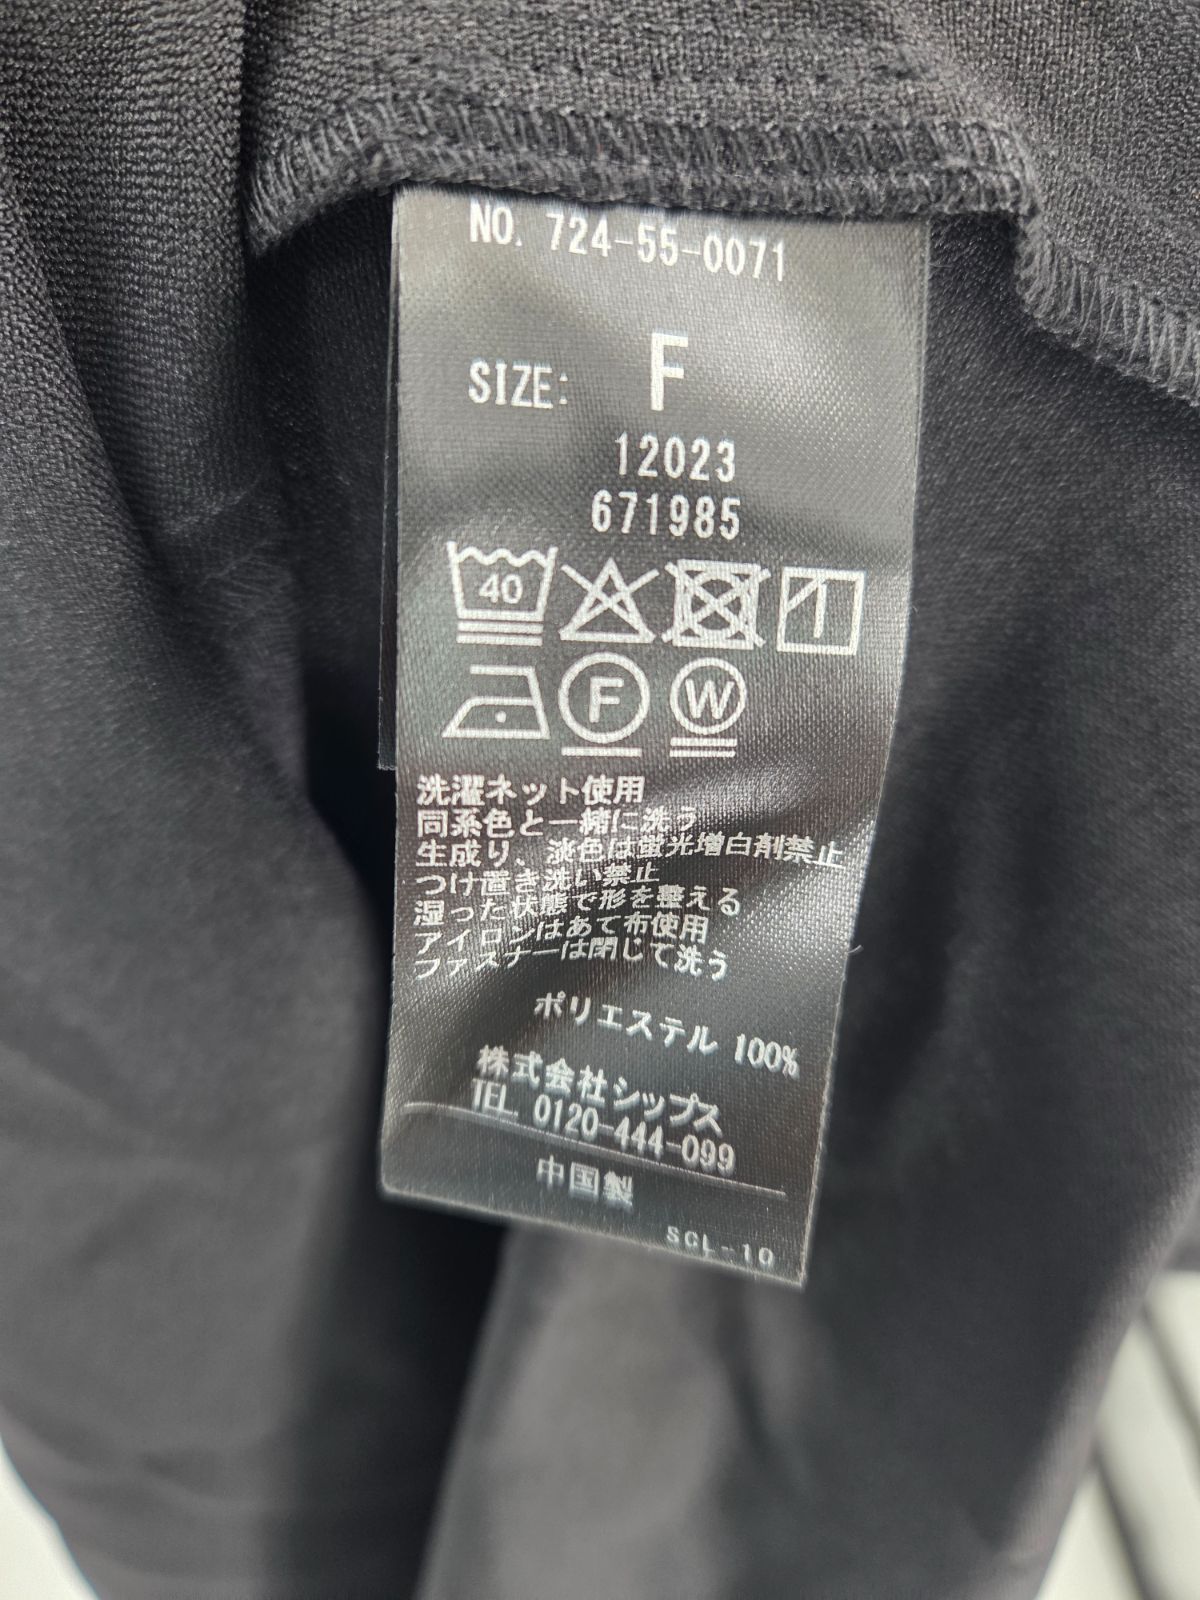 NO. 724-55-0071
SIZE: F
12023
671985
40
F W
洗濯ネット使用
同系色と一緒に洗う
生成り、淡色は蛍光増白剤禁止
つけ置き洗い禁止
湿った状態で形を整える
アイロンはあて布使用
ファスナーは閉じて洗う
ポリエステル 100%
株式会社シップス
TEL. 0120-444-099
中国製
SCL-10